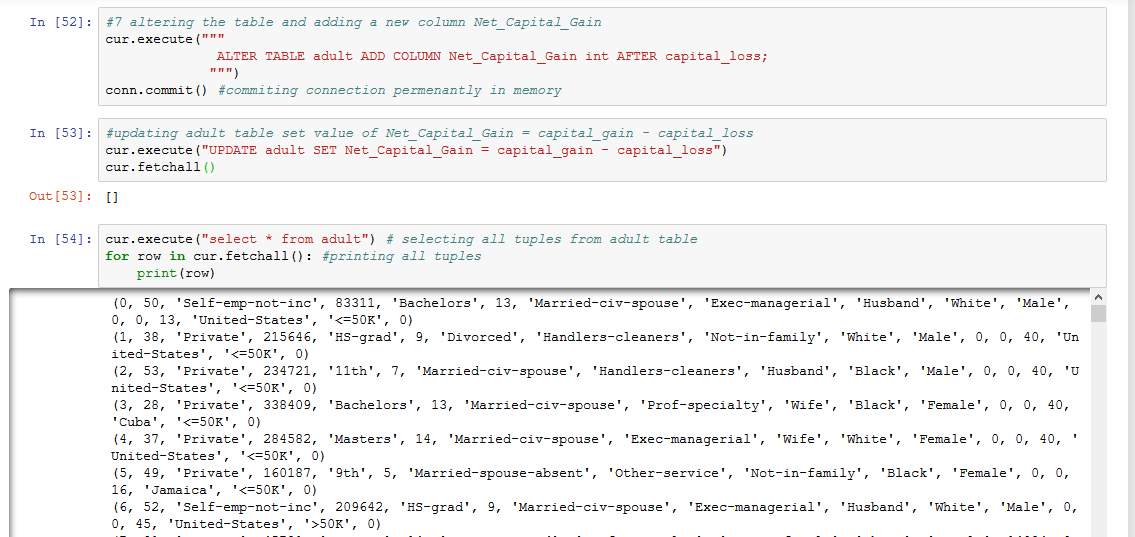 In [52]: #7 altering the table and adding a new column Net_Capital_Gain
cur.execute("""
ALTER TABLE adult ADD COLUMN Net_Capital_Gain int AFTER capital_loss;
""")
conn.commit() #commiting connection permenantly in memory
In [53]: #updating adult table set value of Net_Capital_Gain = capital_gain - capital_loss
cur.execute("UPDATE adult SET Net_Capital_Gain = capital_gain - capital_loss")
cur.fetchall()
Out[53]: []
In [54]: cur.execute("select * from adult") # selecting all tuples from adult table
for row in cur.fetchall(): #printing all tuples
print(row)
(0, 50, 'Self-emp-not-inc', 83311, 'Bachelors', 13, 'Married-civ-spouse', 'Exec-managerial', 'Husband', 'White', 'Male',
0, 0, 13, 'United-States', '<=50K', 0)
(1, 38, 'Private', 215646, 'HS-grad', 9, 'Divorced', 'Handlers-cleaners', 'Not-in-family', 'White', 'Male', 0, 0, 40, 'Un
ited-States', '<=50K', 0)
(2, 53, 'Private', 234721, '11th', 7, 'Married-civ-spouse', 'Handlers-cleaners', 'Husband', 'Black', 'Male', 0, 0, 40, 'U
nited-States', '<=50K', 0)
(3, 28, 'Private', 338409, 'Bachelors', 13, 'Married-civ-spouse', 'Prof-specialty', 'Wife', 'Black', 'Female', 0, 0, 40,
'Cuba', '<=50K', 0)
(4, 37, 'Private', 284582, 'Masters', 14, 'Married-civ-spouse', 'Exec-managerial', 'Wife', 'White', 'Female', 0, 0, 40, '
United-States', '<=50K', 0)
(5, 49, 'Private', 160187, '9th', 5, 'Married-spouse-absent', 'Other-service', 'Not-in-family', 'Black', 'Female', 0, 0,
16, 'Jamaica', '<=50K', 0)
(6, 52, 'Self-emp-not-inc', 209642, 'HS-grad', 9, 'Married-civ-spouse', 'Exec-managerial', 'Husband', 'White', 'Male', 0,
0, 45, 'United-States', '>50K', 0)